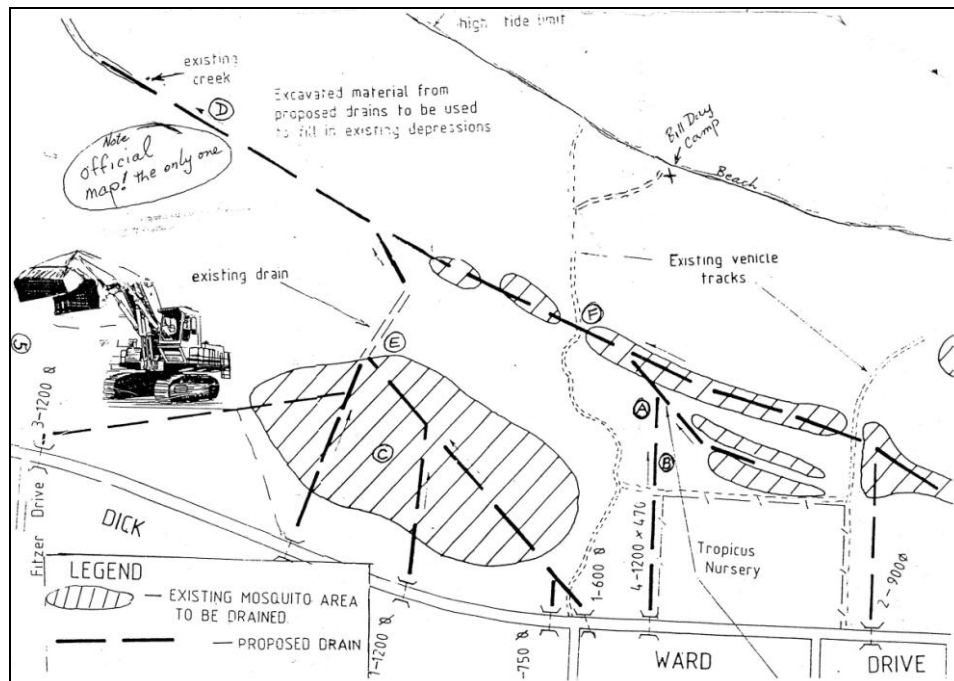 high tide limit
existing
creek
D
Excavated material from
proposed drains to be used
to fill in existing depressions
Bill Day
Camp
Beach
Note
official
map! the only one
existing drain
Existing vehicle
tracks
F
E
5
3-1200 Ø
A
C
B
Fitzer Drive
DICK
4-1200 x 470
Tropicus
Nursery
1-600 Ø
2-900Ø
LEGEND
EXISTING MOSQUITO AREA
TO BE DRAINED.
PROPOSED DRAIN
1-1200 Ø
-750 Ø
WARD
DRIVE